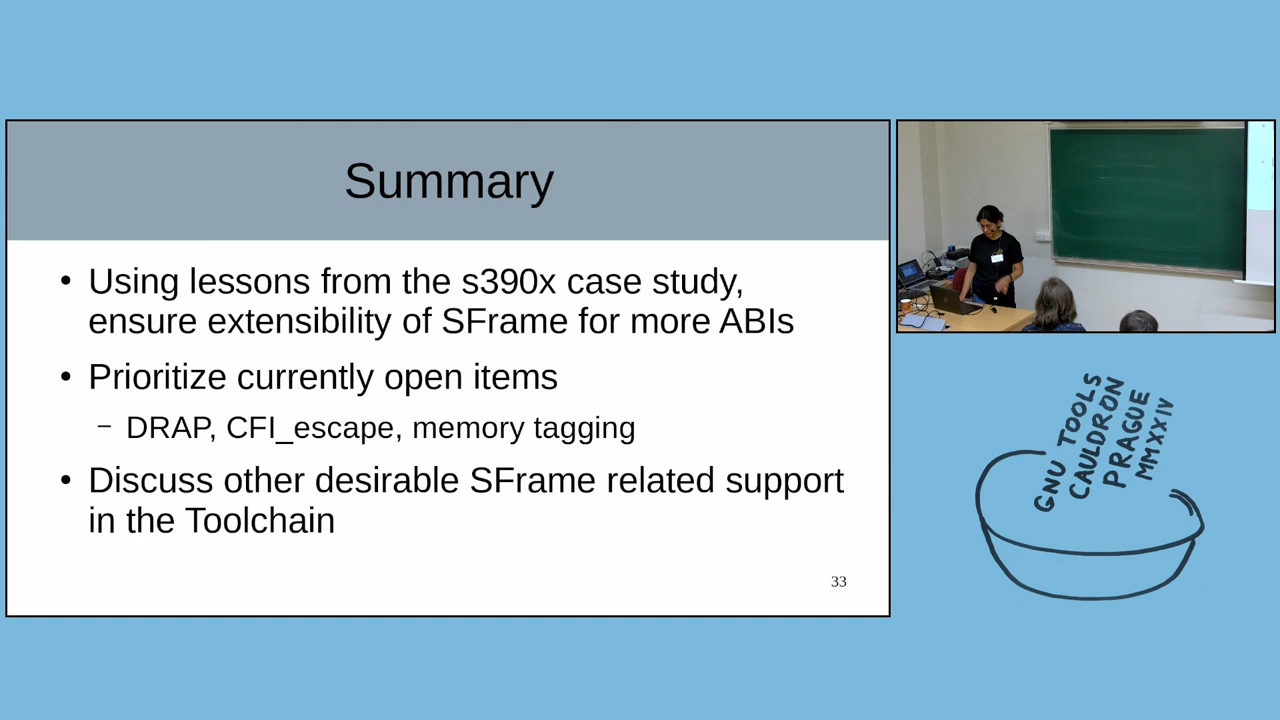 Summary
• Using lessons from the s390x case study,
ensure extensibility of SFrame for more ABIs
• Prioritize currently open items
– DRAP, CFI_escape, memory tagging
• Discuss other desirable SFrame related support
in the Toolchain
33
GNU TOOLS
CAULDRON
PRAGUE
MMXXIV